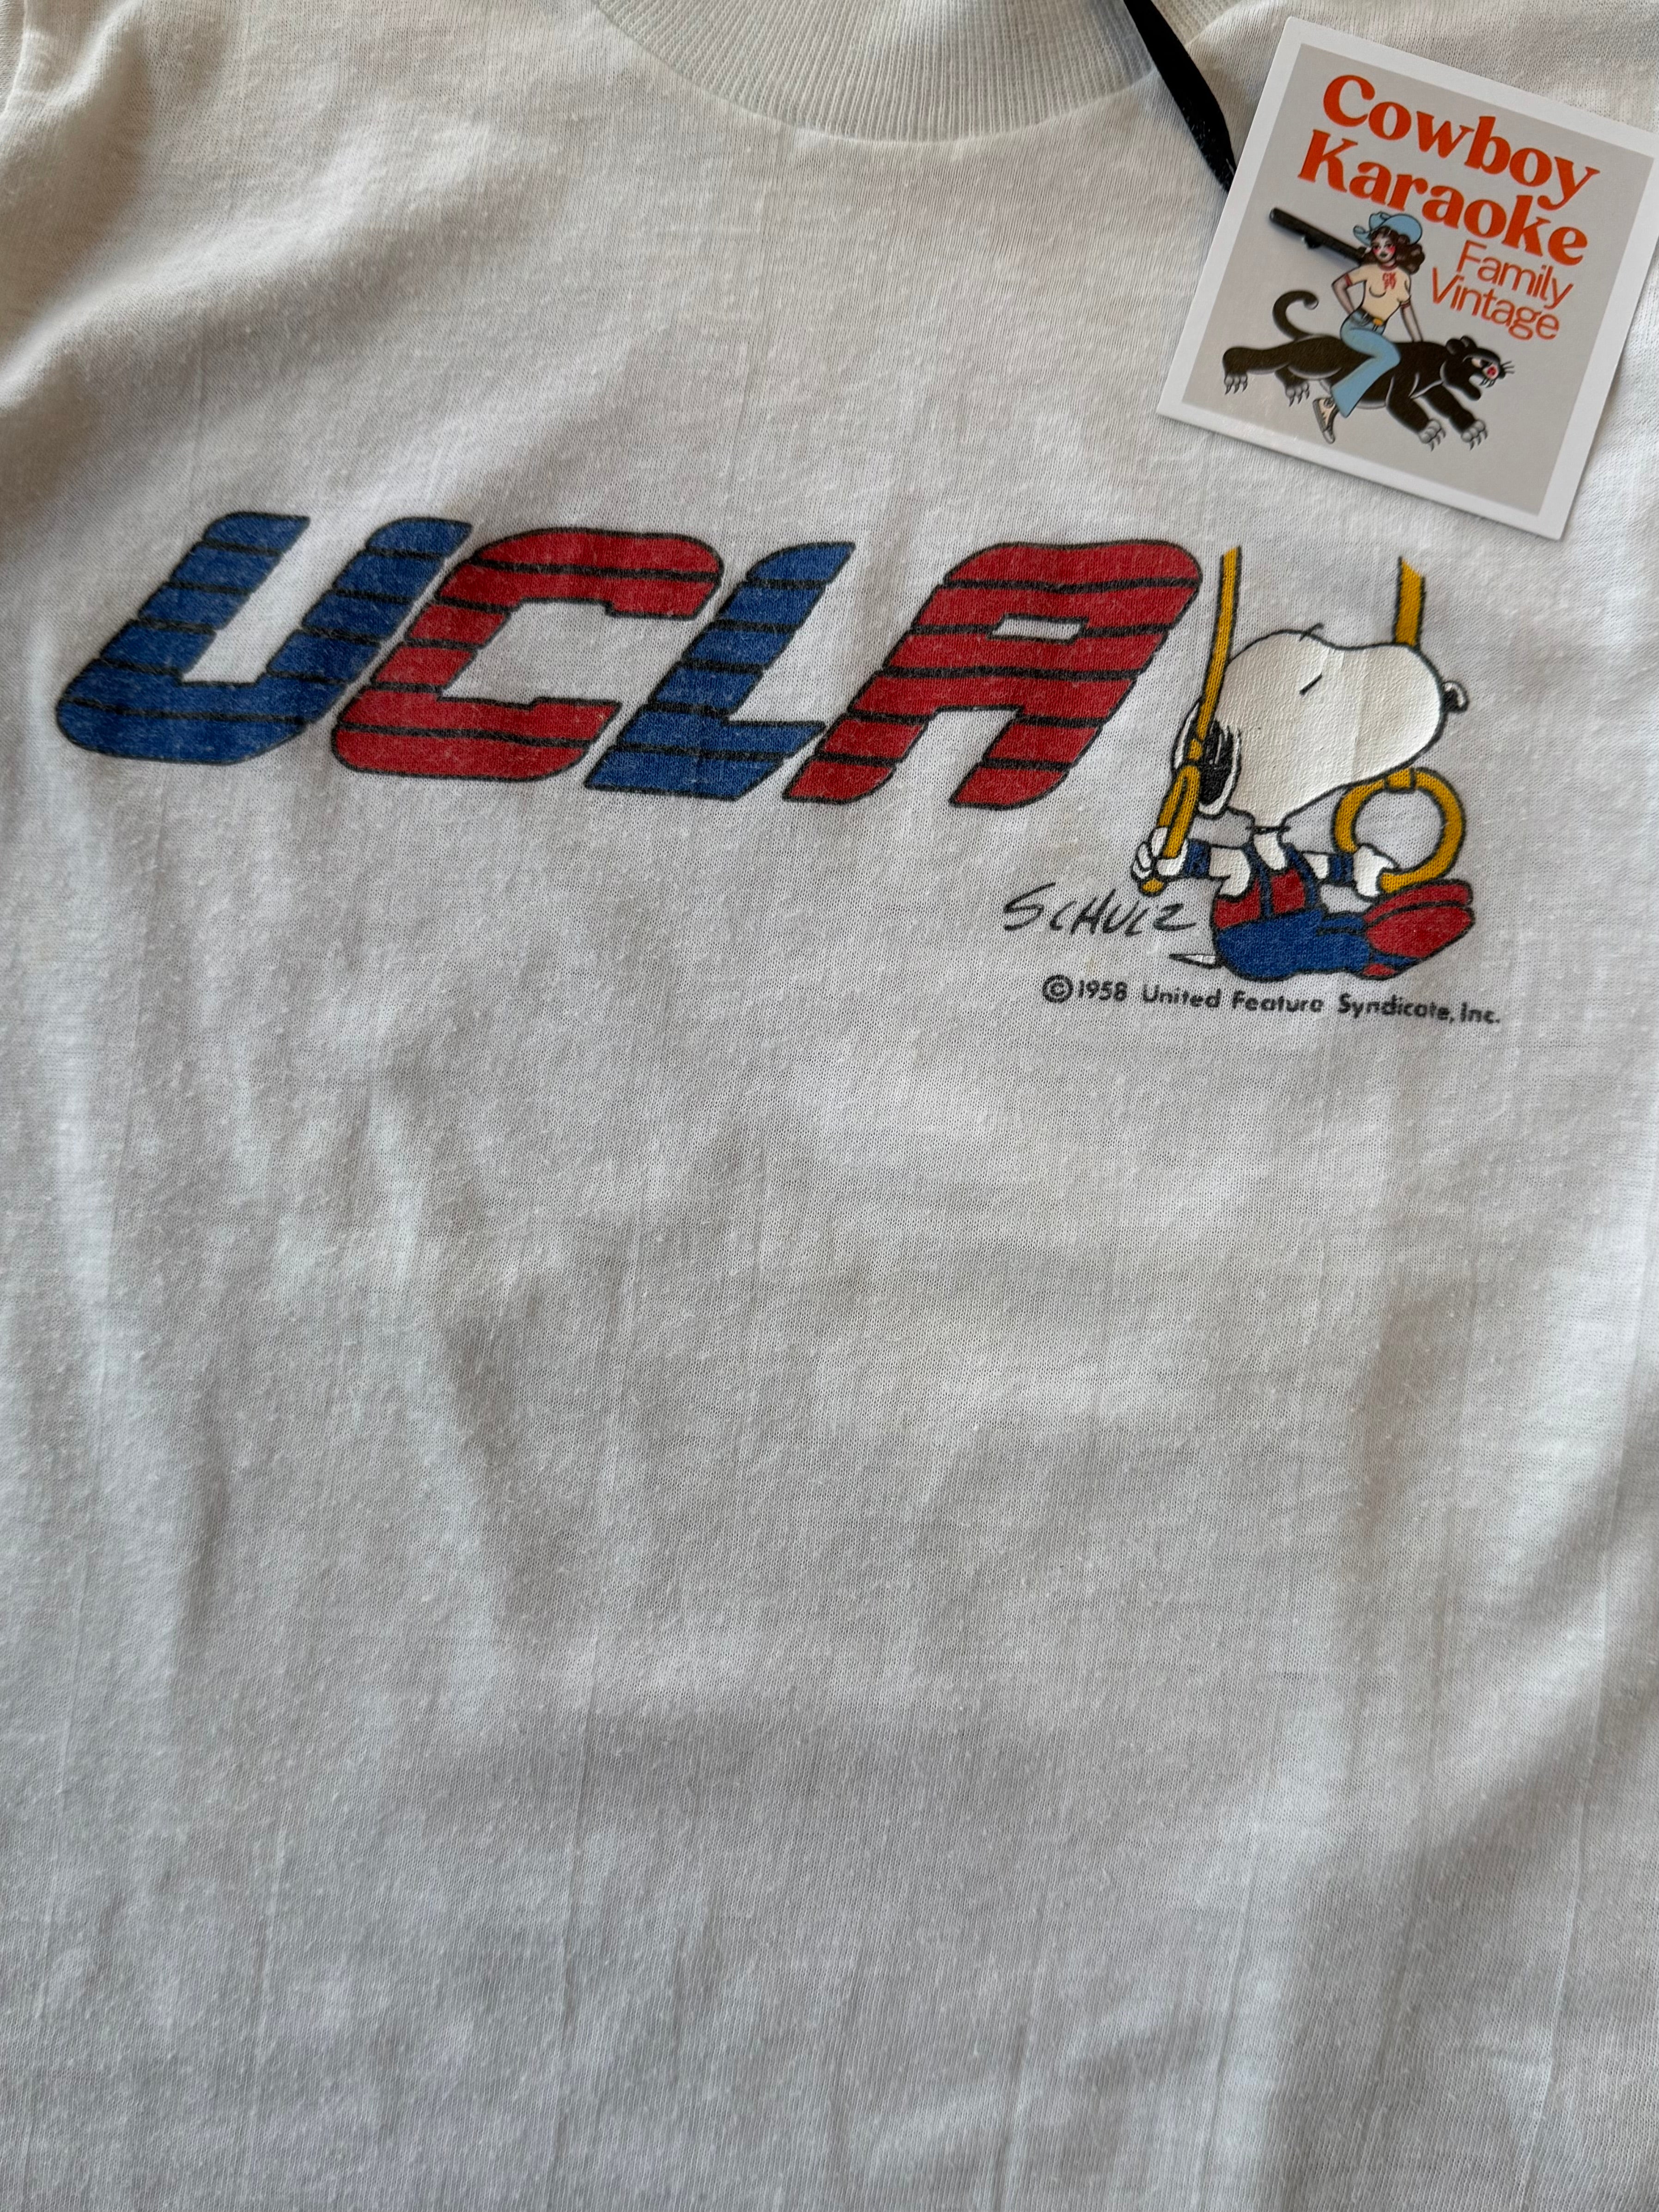 Cowboy
Karaoke
Family
Vintage
UCLA
SCHULZ
©1958 United Feature Syndicate, Inc.